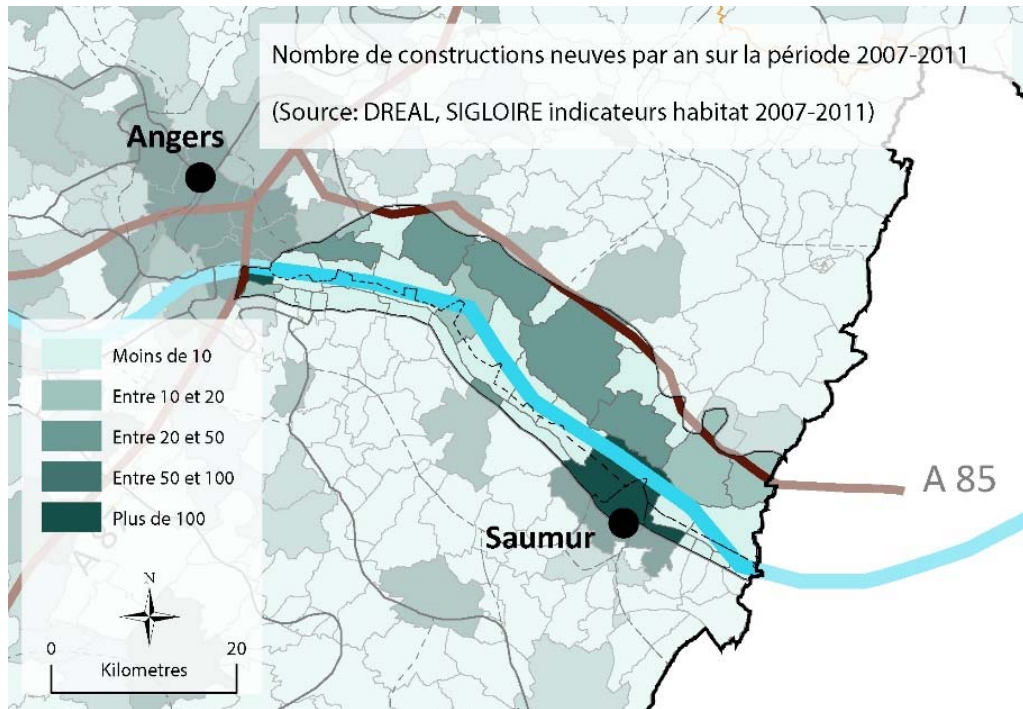 Nombre de constructions neuves par an sur la période 2007-2011
(Source: DREAL, SIGLOIRE indicateurs habitat 2007-2011)
Angers
Moins de 10
Entre 10 et 20
Entre 20 et 50
Entre 50 et 100
Plus de 100
A 85
Saumur
A 87
N
0 20
Kilometres